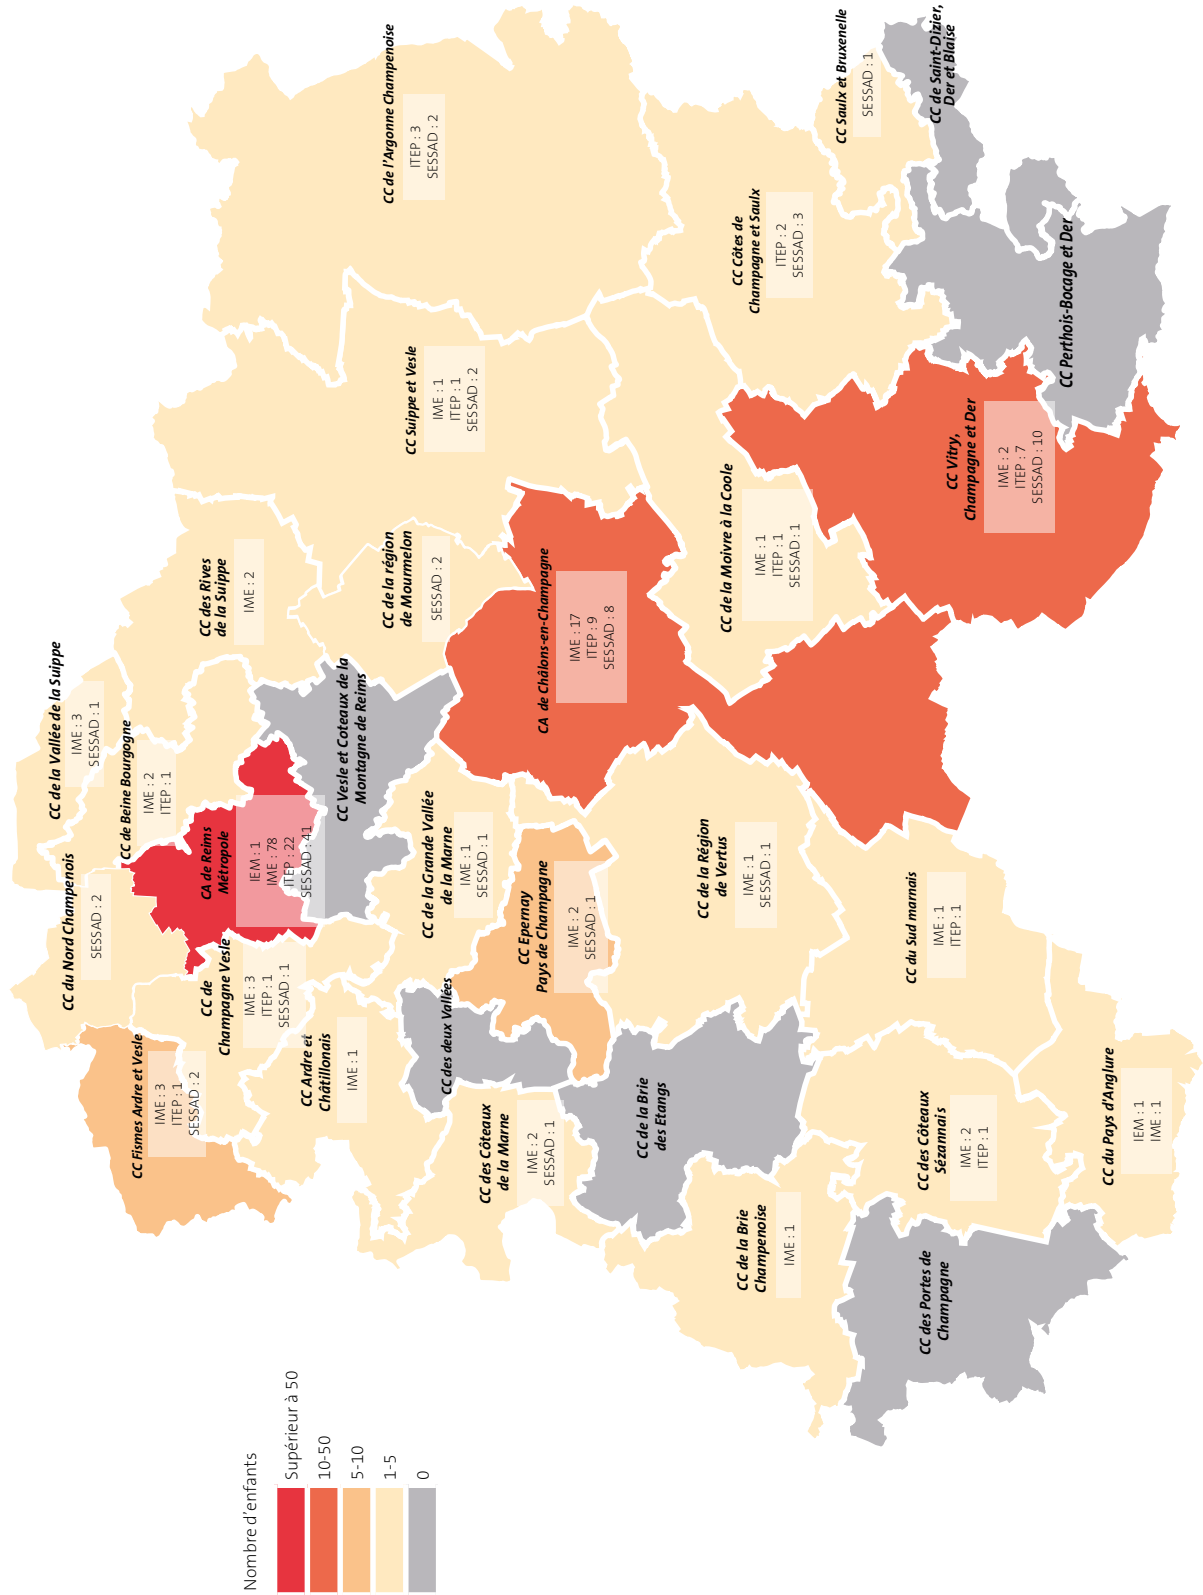 Nombre d'enfants
Supérieur à 50
10-50
5-10
1-5
0
CC Fismes Ardre et Vesle
IME : 3
ITEP : 1
SESSAD : 2
CC du Nord Champenois
SESSAD : 2
CC de la Vallée de la Suippe
IME : 3
SESSAD : 1
CC de Beine Bourgogne
IME : 2
ITEP : 1
CC de
Champagne Vesle
IME : 3
ITEP : 1
SESSAD : 1
CA de Reims
Métropole
IEM : 1
IME : 78
ITEP : 22
SESSAD : 41
CC des Rives
de la Suippe
IME : 2
CC Ardre et
Châtillonais
IME : 1
CC Vesle et Coteaux de la
Montagne de Reims
CC de la région
de Mourmelon
SESSAD : 2
CC Suippe et Vesle
IME : 1
ITEP : 1
SESSAD : 2
CC de l'Argonne Champenoise
ITEP : 3
SESSAD : 2
CC des deux Vallées
CC de la Grande Vallée
de la Marne
IME : 1
SESSAD : 1
CC des Côteaux
de la Marne
IME : 2
SESSAD : 1
CC Epernay
Pays de Champagne
IME : 2
SESSAD : 1
CA de Châlons-en-Champagne
IME : 17
ITEP : 9
SESSAD : 8
CC de la Brie
des Etangs
CC de la Région
de Vertus
IME : 1
SESSAD : 1
CC de la Moivre à la Coole
IME : 1
ITEP : 1
SESSAD : 1
CC Côtes de
Champagne et Saulx
ITEP : 2
SESSAD : 3
CC Saulx et Bruxenelle
SESSAD : 1
CC de la Brie
Champenoise
IME : 1
CC de Saint-Dizier,
Der et Blaise
CC des Portes de
Champagne
CC des Côteaux
Sézannais
IME : 2
ITEP : 1
CC du Sud marnais
IME : 1
ITEP : 1
CC Vitry,
Champagne et Der
IME : 2
ITEP : 7
SESSAD : 10
CC Perthois-Bocage et Der
CC du Pays d'Anglure
IEM : 1
IME : 1